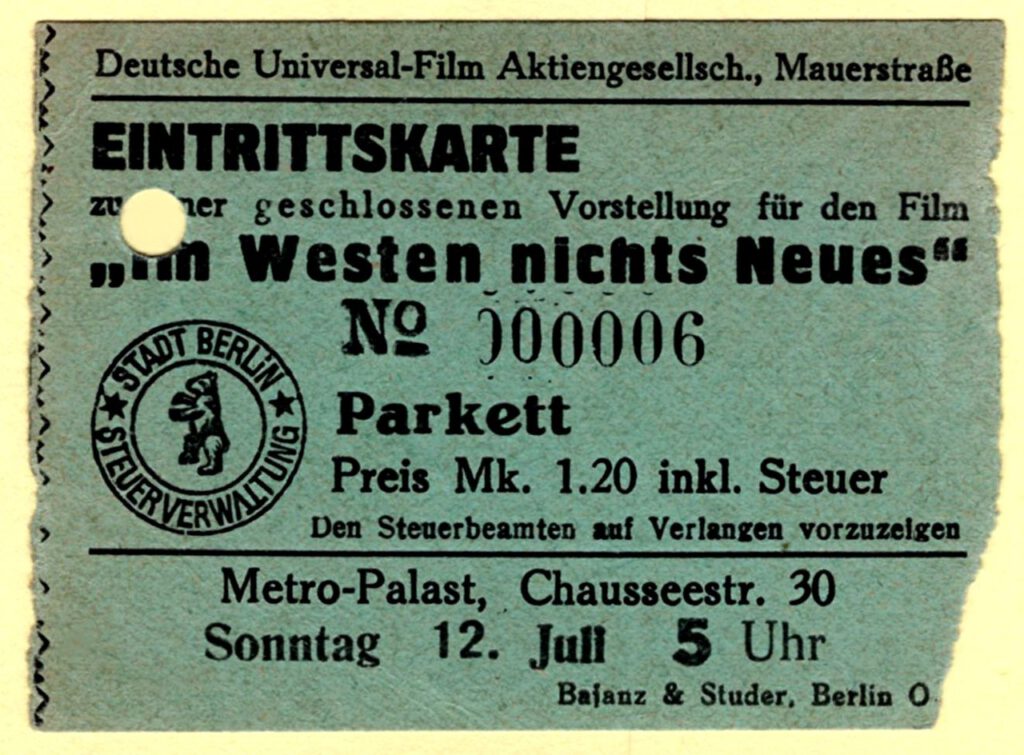 Deutsche Universal-Film Aktiengesellsch., Mauerstraße
EINTRITTSKARTE
geschlossenen Vorstellung für den Film
„Im Westen nichts Neues“
No 000006
STADT BERLIN
STEUERVERWALTUNG
Parkett
Preis Mk. 1.20 inkl. Steuer
Den Steuerbeamten auf Verlangen vorzuzeigen
Metro-Palast, Chausseestr. 30
Sonntag 12. Juli 5 Uhr
Bajanz & Studer, Berlin O